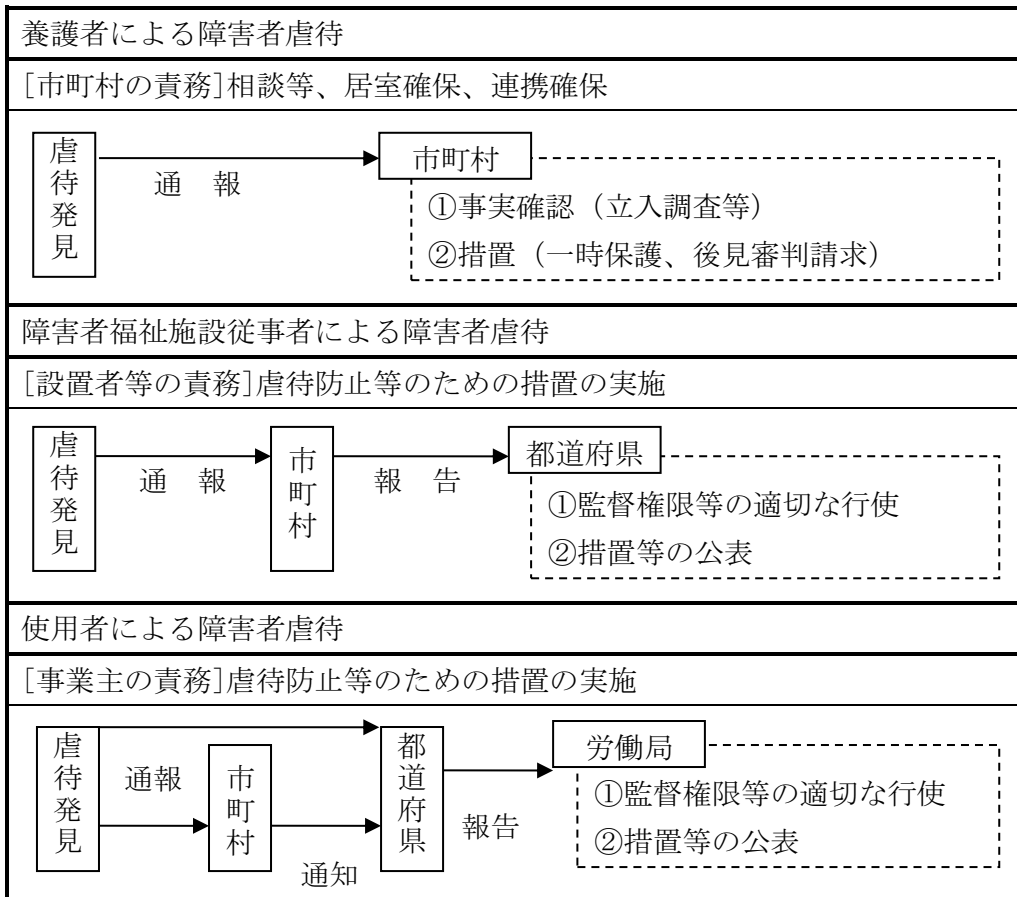 養護者による障害者虐待
[市町村の責務]相談等、居室確保、連携確保
虐待発見
通 報
市町村
①事実確認（立入調査等）
②措置（一時保護、後見審判請求）
障害者福祉施設従事者による障害者虐待
[設置者等の責務]虐待防止等のための措置の実施
虐待発見
通 報
市町村
報 告
都道府県
①監督権限等の適切な行使
②措置等の公表
使用者による障害者虐待
[事業主の責務]虐待防止等のための措置の実施
虐待発見
通報
市町村
通知
都道府県
報告
労働局
①監督権限等の適切な行使
②措置等の公表